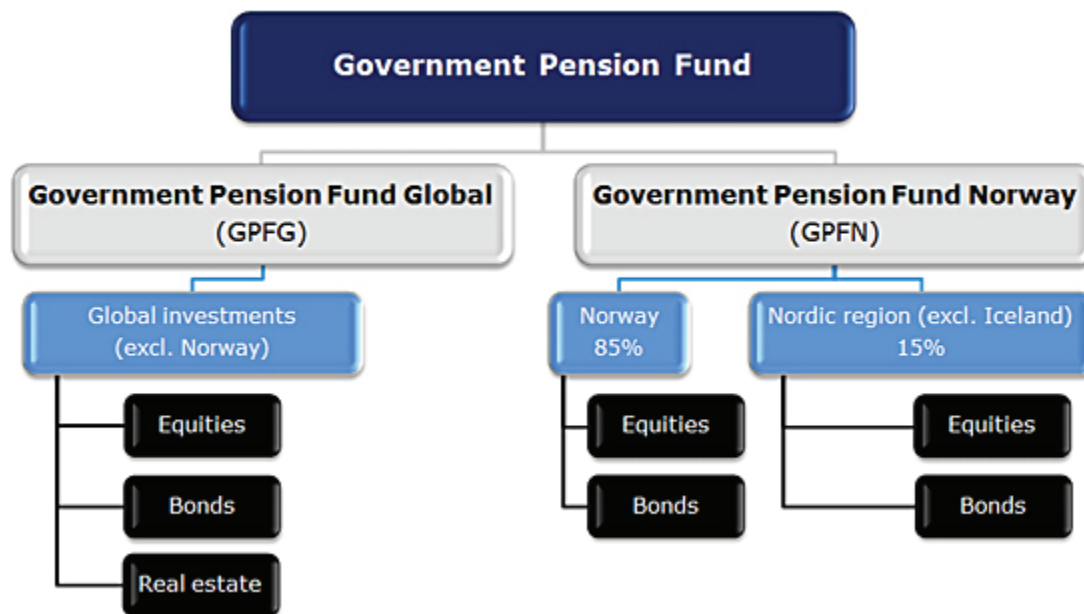 Government Pension Fund
Government Pension Fund Global
(GPFG)
Government Pension Fund Norway
(GPFN)
Global investments
(excl. Norway)
Norway
85%
Nordic region (excl. Iceland)
15%
Equities
Bonds
Real estate
Equities
Bonds
Equities
Bonds